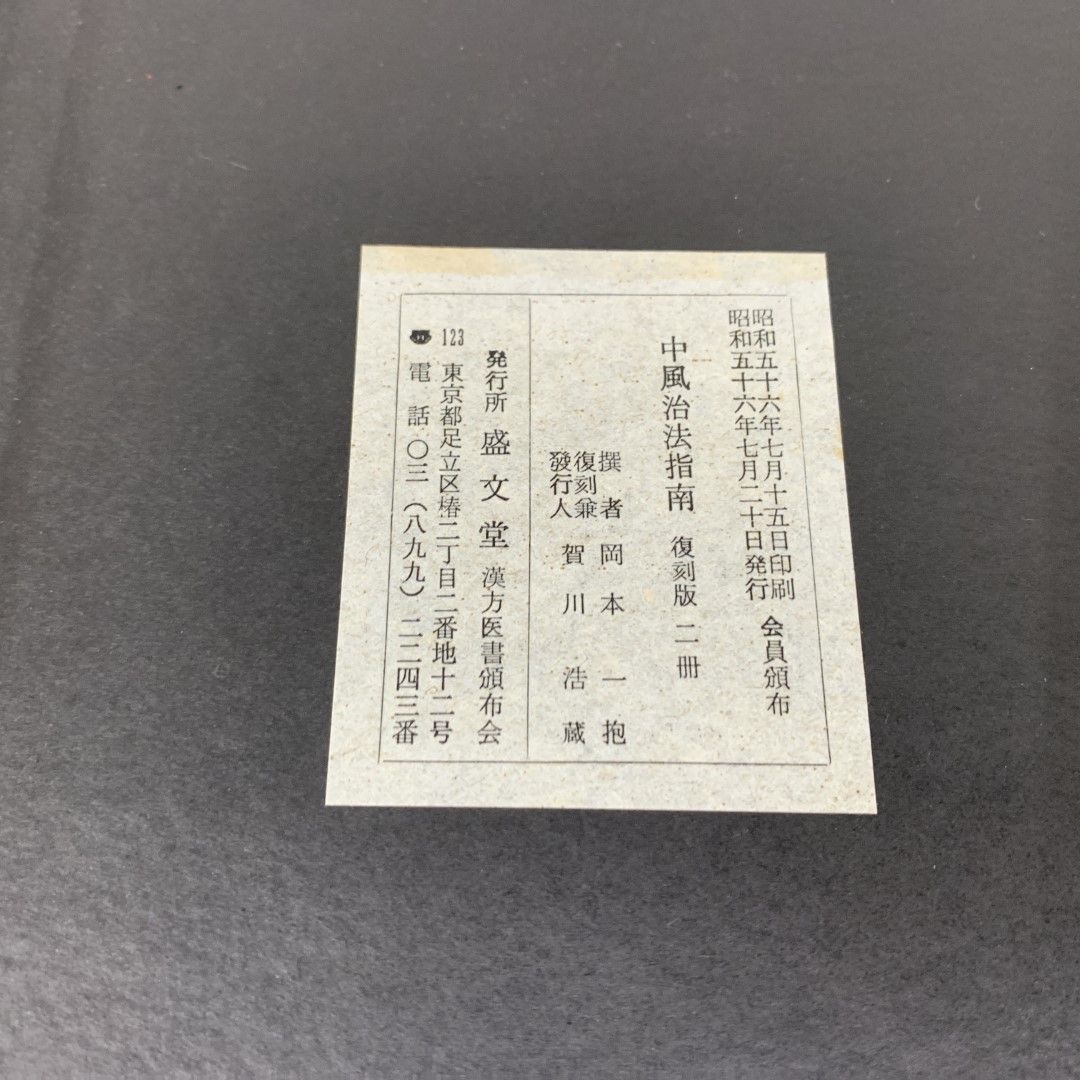 昭和五十六年七月十五日印刷
昭和五十六年七月二十日発行
会員頒布
中風治法指南 復刻版 二冊
撰者 岡本一抱
復刻兼
發行人 賀川浩蔵
発行所 盛文堂 漢方医書頒布会
123 東京都足立区椿二丁目二番地十二号
電話 〇三(八九九)二二四三番